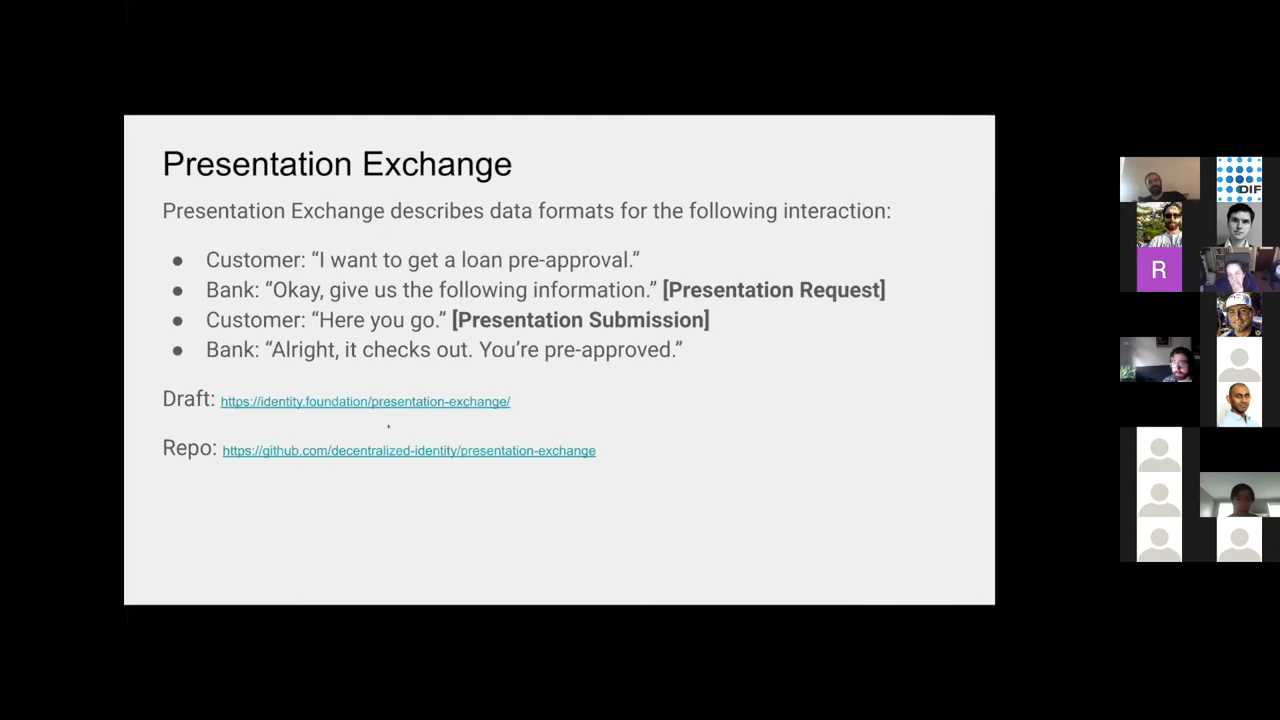 Presentation Exchange
Presentation Exchange describes data formats for the following interaction:
● Customer: “I want to get a loan pre-approval.”
● Bank: “Okay, give us the following information.” [Presentation Request]
● Customer: “Here you go.” [Presentation Submission]
● Bank: “Alright, it checks out. You’re pre-approved.”
Draft: https://identity.foundation/presentation-exchange/
Repo: https://github.com/decentralized-identity/presentation-exchange
DIF
R